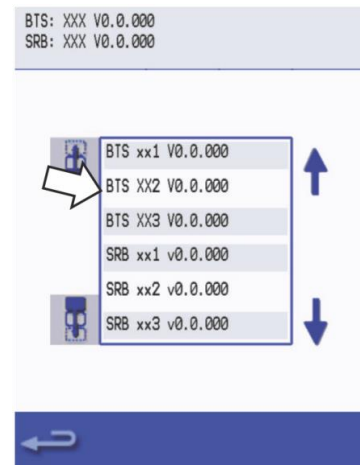 BTS: XXX V0.0.000
SRB: XXX V0.0.000
BTS xx1 V0.0.000
BTS XX2 V0.0.000
BTS XX3 V0.0.000
SRB xx1 v0.0.000
SRB xx2 v0.0.000
SRB xx3 v0.0.000